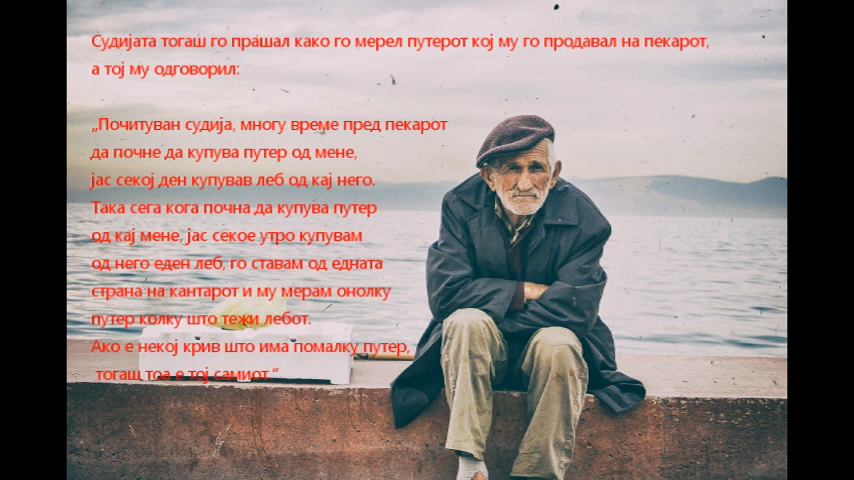 Судијата тогаш го прашал како го мерел путерот кој му го продавал на пекарот,
а тој му одговорил:
„Почитуван судија, многу време пред пекарот
да почне да купува путер од мене,
јас секој ден купував леб од кај него.
Така сега кога почна да купува путер
од кај мене, јас секое утро купувам
од него еден леб, го ставам од едната
страна на кантарот и му мерам онолку
путер колку што тежи лебот.
Ако е некој крив што има помалку путер,
тогаш тоа е тој самиот.“